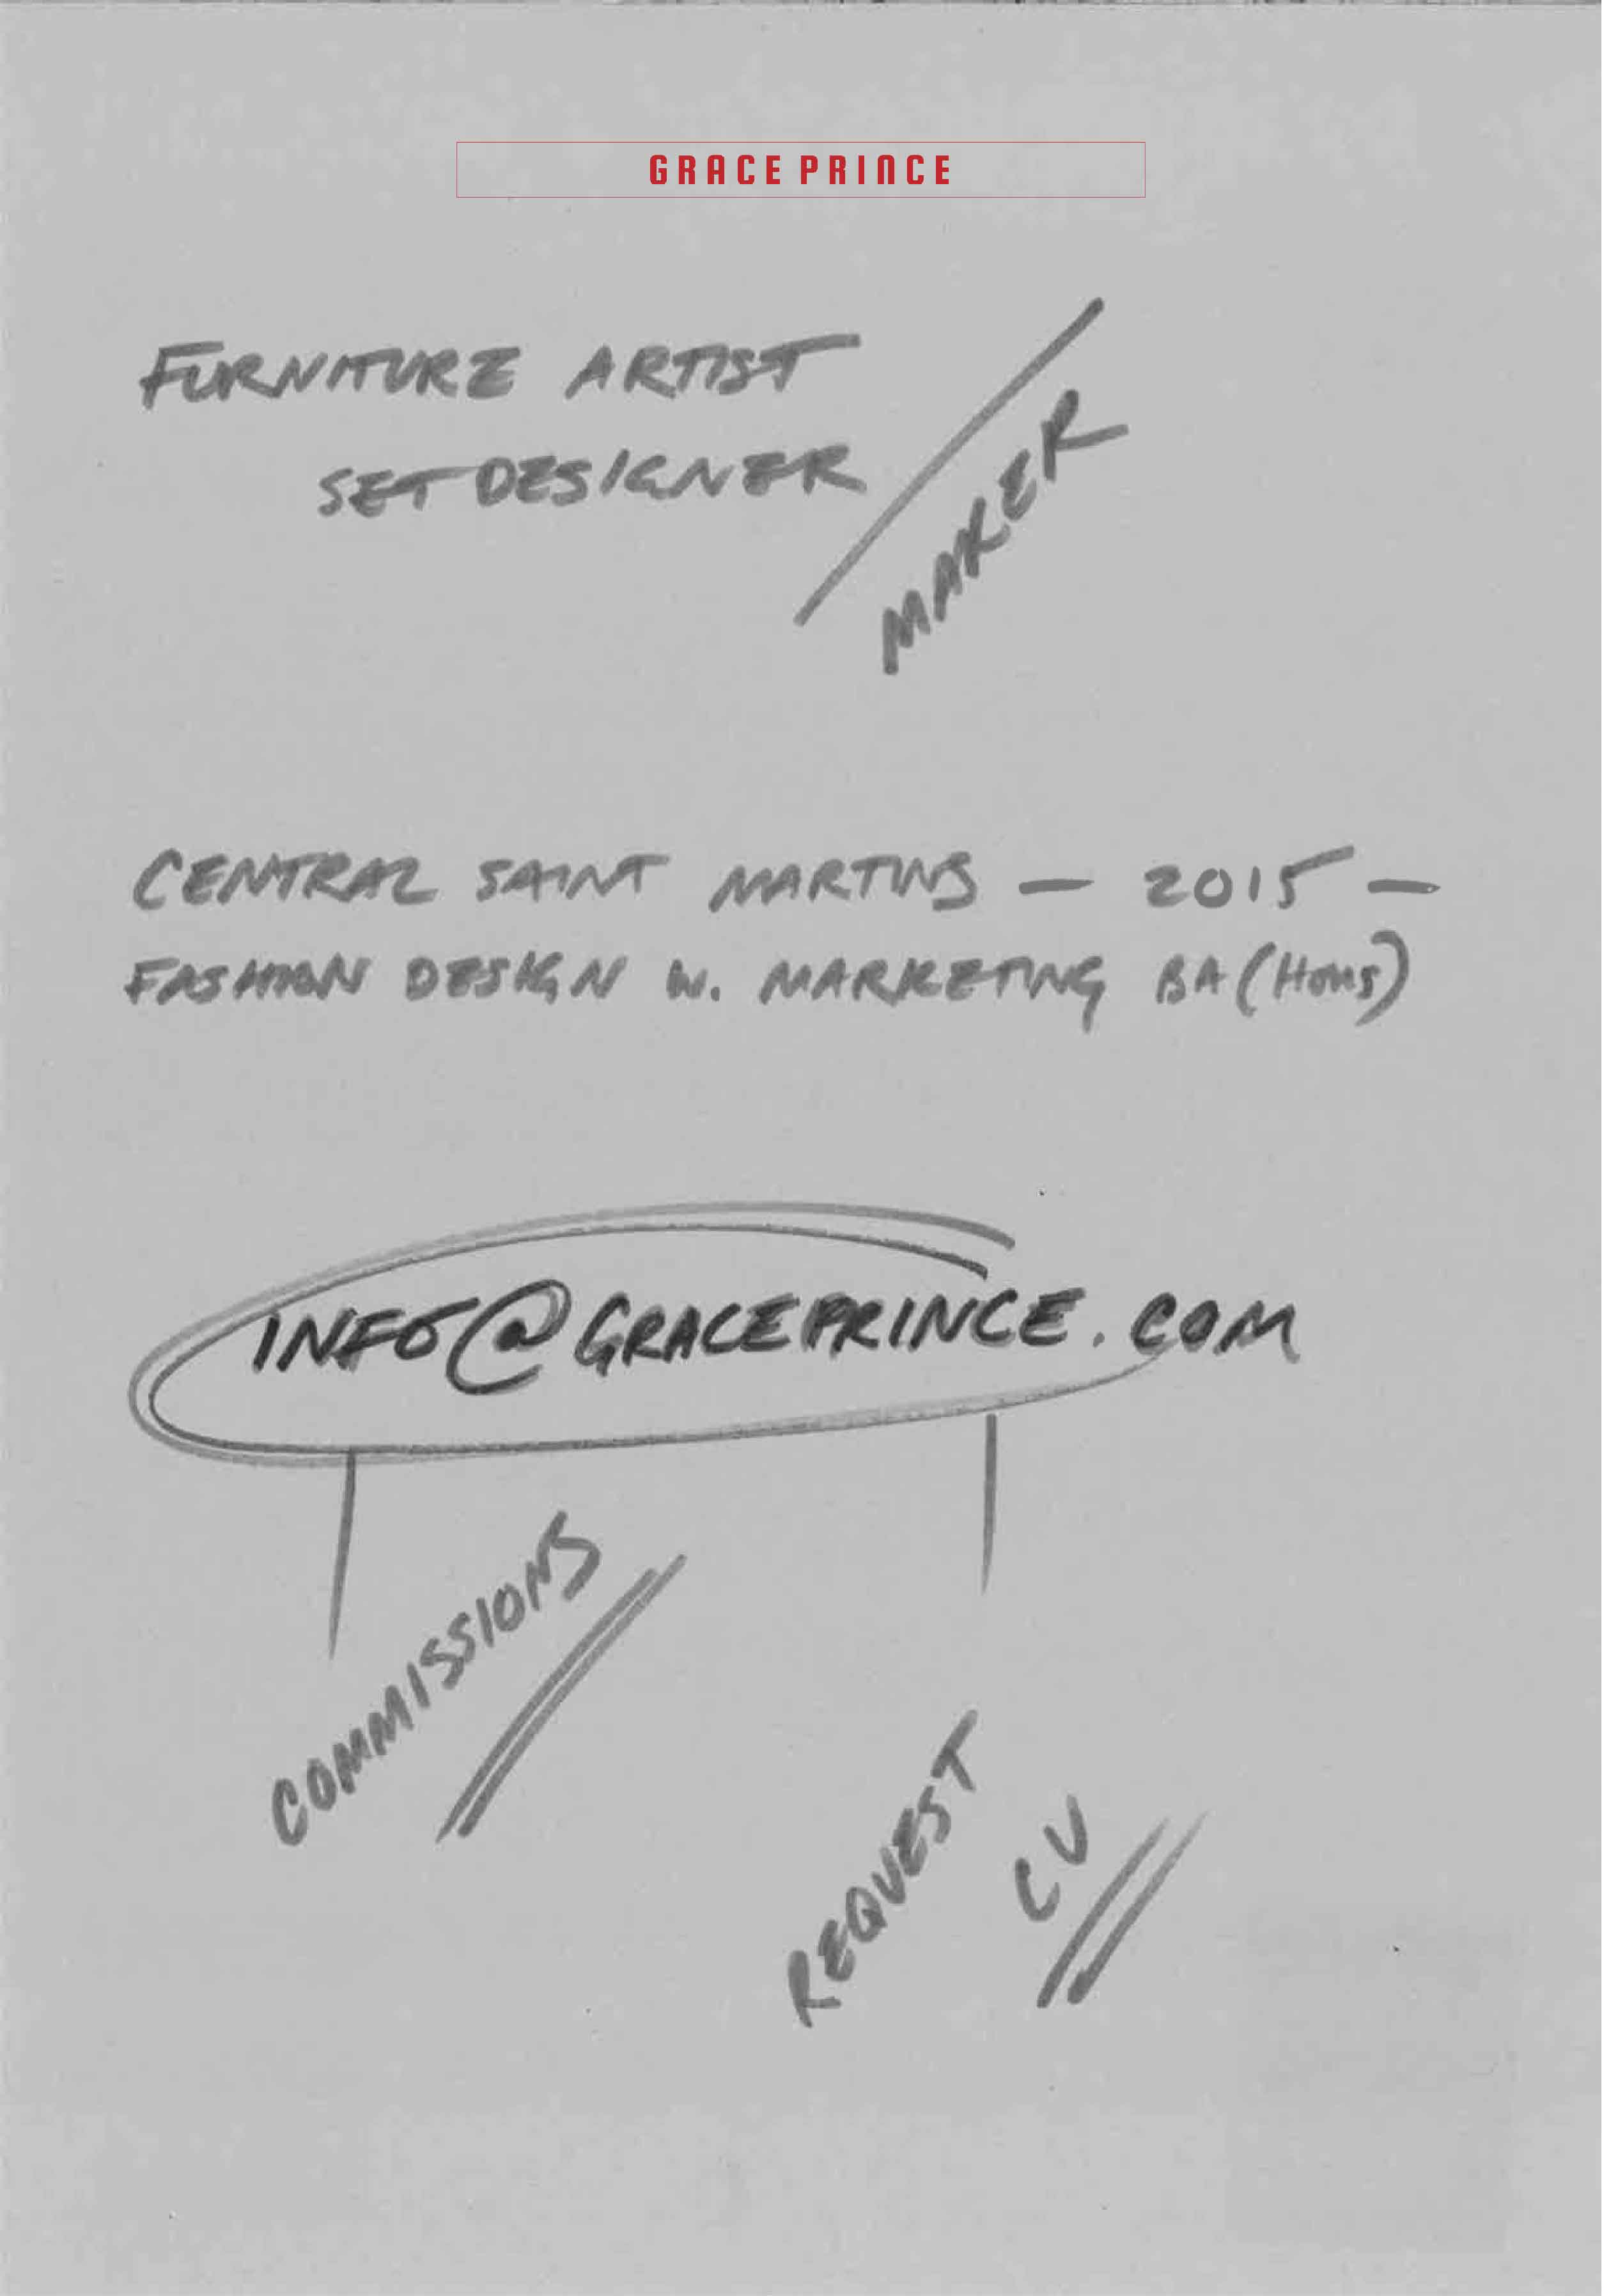 GRACE PRINCE
FURNITURE ARTIST
SET DESIGNER
/ MAKER
CENTRAL SAINT MARTINS — 2015 —
FASHION DESIGN W. MARKETING BA (Hons)
INFO@GRACEPRINCE.COM
COMMISSIONS
REQUEST
CV